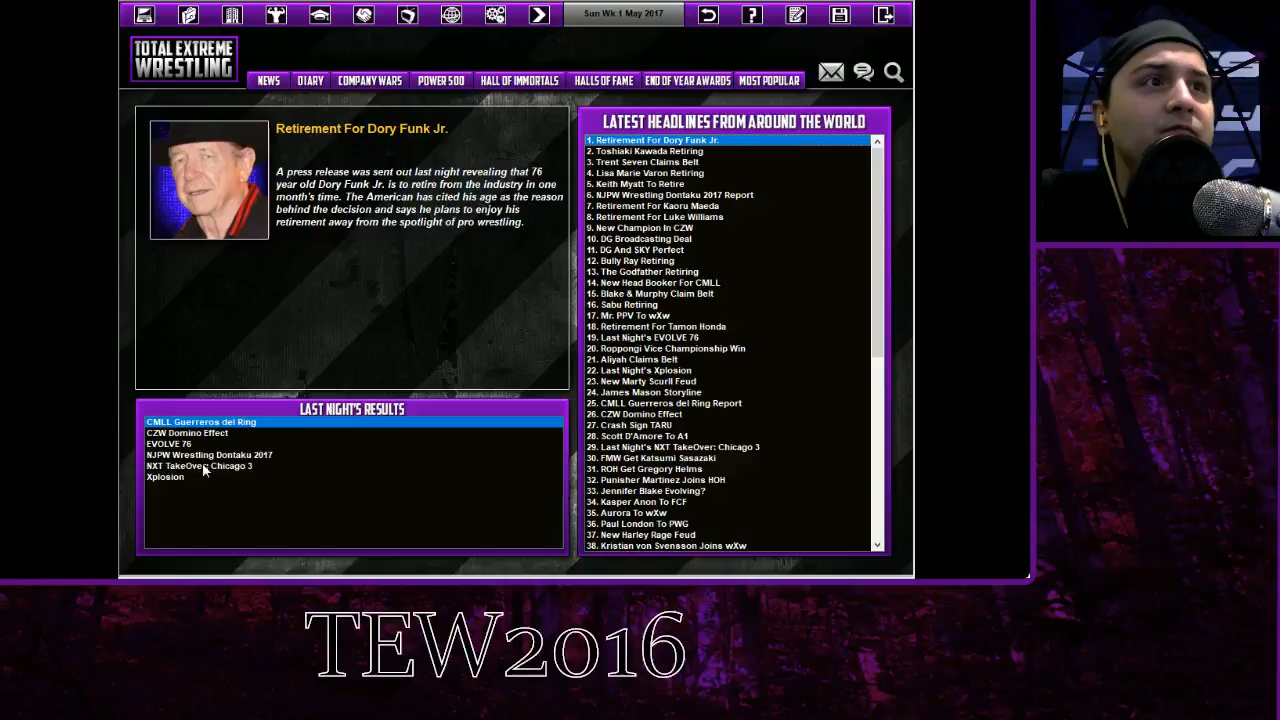 Sun Wk 1 May 2017
TOTAL EXTREME
WRESTLING
NEWS
DIARY
COMPANY WARS
POWER 500
HALL OF IMMORTALS
HALLS OF FAME
END OF YEAR AWARDS
MOST POPULAR
Retirement For Dory Funk Jr.
A press release was sent out last night revealing that 76
year old Dory Funk Jr. is to retire from the industry in one
month's time. The American has cited his age as the reason
behind the decision and says he plans to enjoy his
retirement away from the spotlight of pro wrestling.
LAST NIGHT'S RESULTS
CMLL Guerreros del Ring
CZW Domino Effect
EVOLVE 76
NJPW Wrestling Dontaku 2017
NXT TakeOver: Chicago 3
Xplosion
LATEST HEADLINES FROM AROUND THE WORLD
1. Retirement For Dory Funk Jr.
2. Toshiaki Kawada Retiring
3. Trent Seven Claims Belt
4. Lisa Marie Varon Retiring
5. Keith Myatt To Retire
6. NJPW Wrestling Dontaku 2017 Report
7. Retirement For Kaoru Maeda
8. Retirement For Luke Williams
9. New Champion In CZW
10. DG Broadcasting Deal
11. DG And SKY Perfect
12. Bully Ray Retiring
13. The Godfather Retiring
14. New Head Booker For CMLL
15. Blake & Murphy Claim Belt
16. Sabu Retiring
17. Mr. PPV To wXw
18. Retirement For Tamon Honda
19. Last Night's EVOLVE 76
20. Roppongi Vice Championship Win
21. Aliyah Claims Belt
22. Last Night's Xplosion
23. New Marty Scurll Feud
24. James Mason Storyline
25. CMLL Guerreros del Ring Report
26. CZW Domino Effect
27. Crash Sign TARU
28. Scott D'Amore To A1
29. Last Night's NXT TakeOver: Chicago 3
30. FMW Get Katsumi Sasazaki
31. ROH Get Gregory Helms
32. Punisher Martinez Joins HOH
33. Jennifer Blake Evolving?
34. Kasper Anon To FCF
35. Aurora To wXw
36. Paul London To PWG
37. New Harley Rage Feud
38. Kristian von Svensson Joins wXw
TEW2016